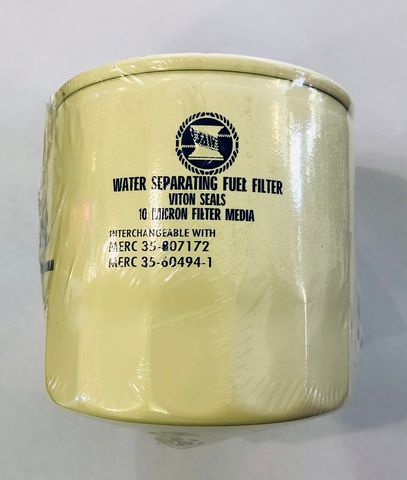 WATER SEPARATING FUEL FILTER
VITON SEALS
10 MICRON FILTER MEDIA
INTERCHANGEABLE WITH
MERC 35-807172
MERC 35-60494-1